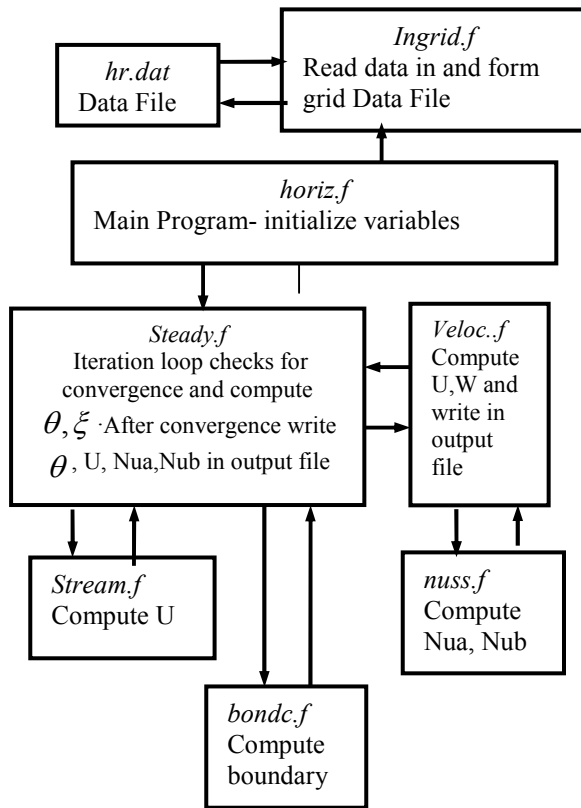 hr.dat
Data File
Ingrid.f
Read data in and form
grid Data File
horiz.f
Main Program- initialize variables
Steady.f
Iteration loop checks for
convergence and compute
θ, ξ ·After convergence write
θ, U, Nua,Nub in output file
Veloc..f
Compute
U,W and
write in
output
file
Stream.f
Compute U
nuss.f
Compute
Nua, Nub
bondc.f
Compute
boundary